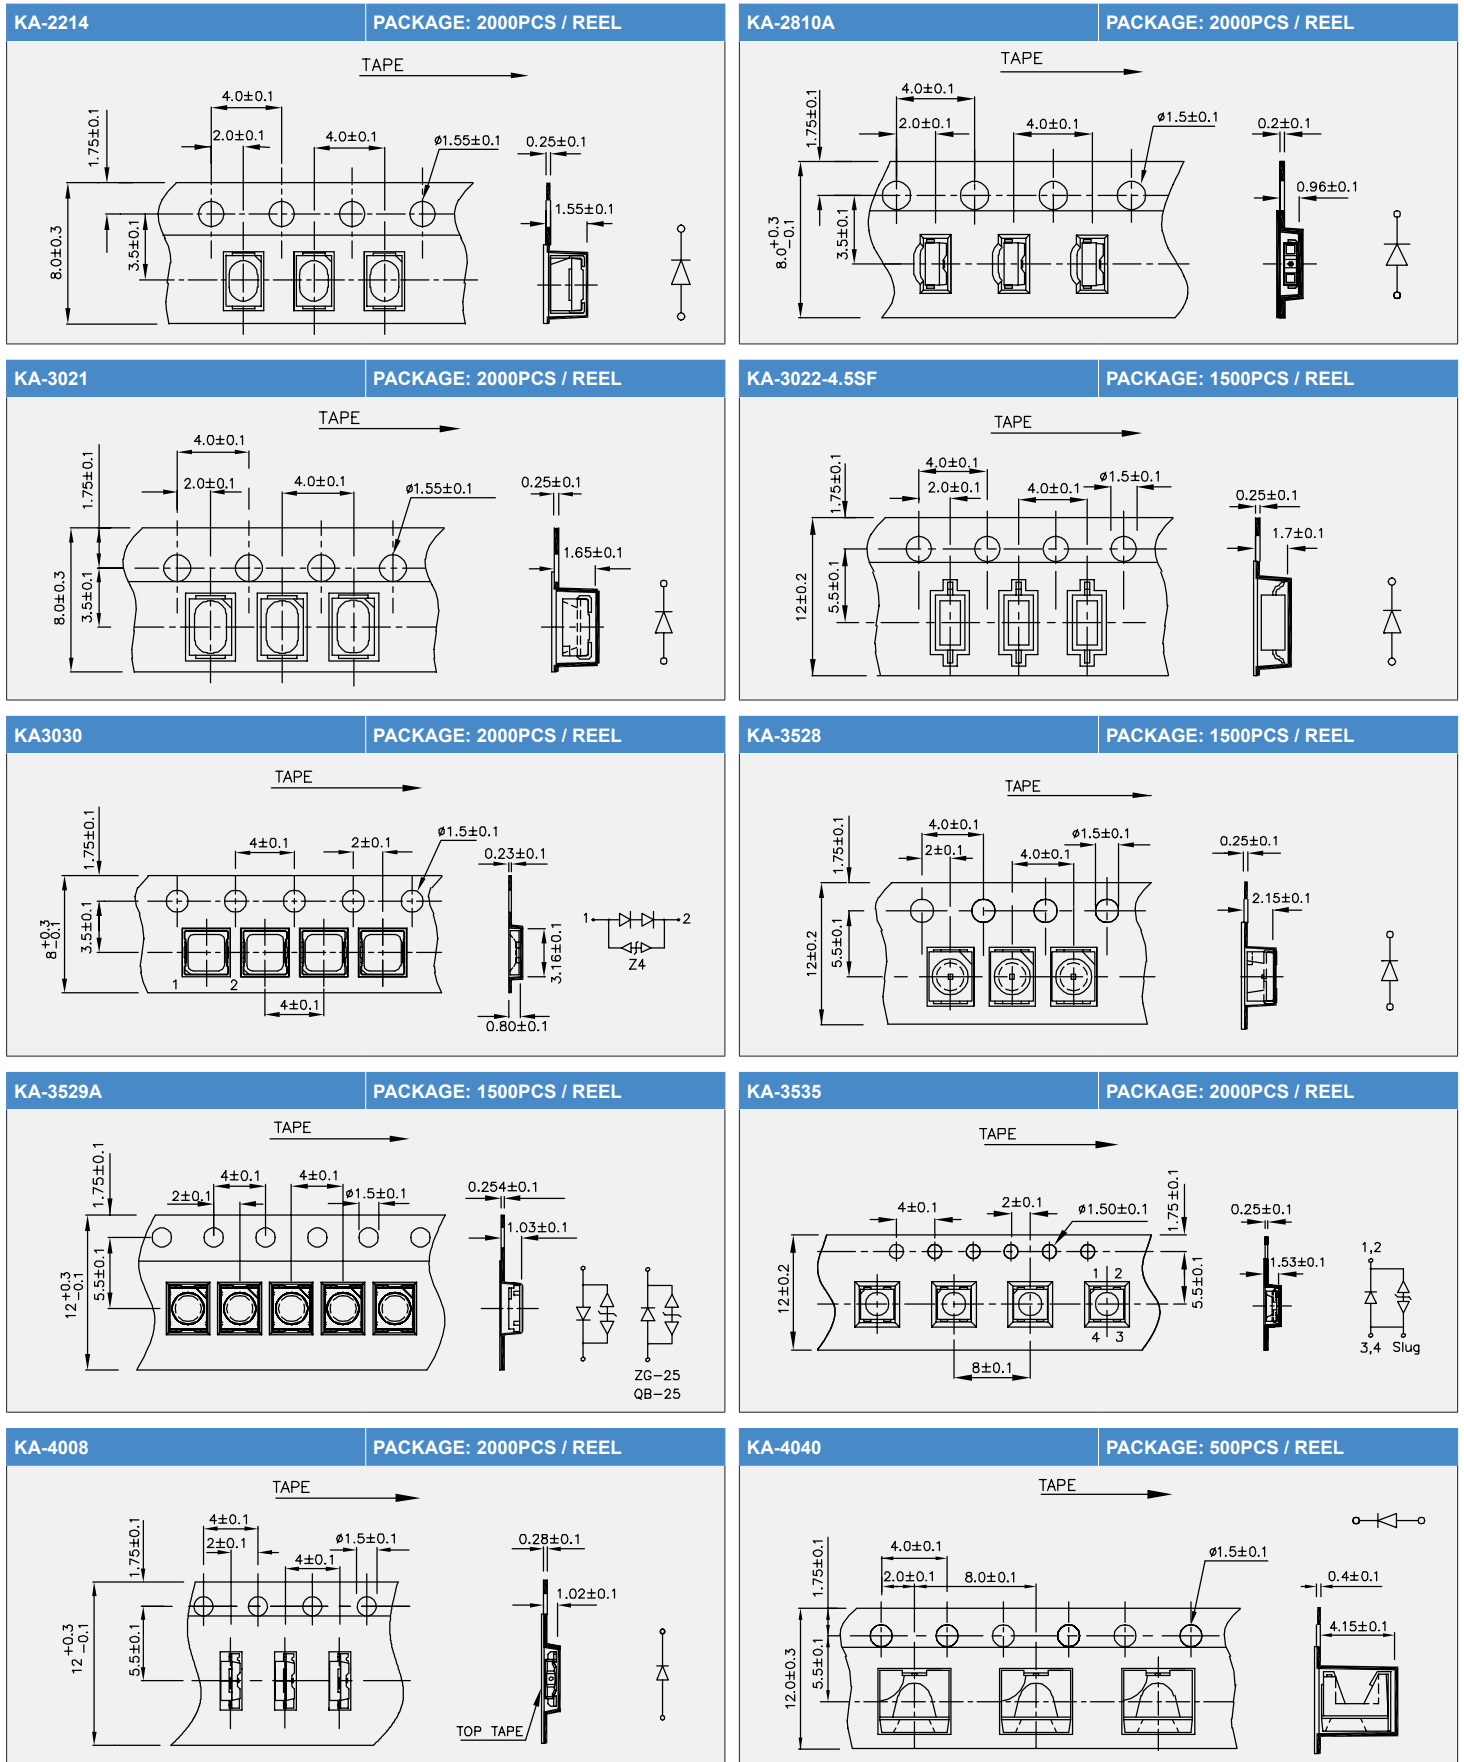 KA-2214 PACKAGE: 2000PCS / REEL
TAPE
4.0±0.1
1.75±0.1
2.0±0.1
4.0±0.1
ø1.55±0.1
0.25±0.1
1.55±0.1
8.0±0.3
3.5±0.1
KA-2810A PACKAGE: 2000PCS / REEL
TAPE
4.0±0.1
1.75±0.1
2.0±0.1
4.0±0.1
ø1.5±0.1
0.2±0.1
0.96±0.1
8.0+0.3-0.1
3.5±0.1
KA-3021 PACKAGE: 2000PCS / REEL
TAPE
4.0±0.1
1.75±0.1
2.0±0.1
4.0±0.1
ø1.55±0.1
0.25±0.1
1.65±0.1
8.0±0.3
3.5±0.1
KA-3022-4.5SF PACKAGE: 1500PCS / REEL
TAPE
4.0±0.1
1.75±0.1
2.0±0.1
4.0±0.1
ø1.5±0.1
0.25±0.1
1.7±0.1
12±0.2
5.5±0.1
KA3030 PACKAGE: 2000PCS / REEL
TAPE
1.75±0.1
4±0.1
2±0.1
ø1.5±0.1
0.23±0.1
8+0.3-0.1
3.5±0.1
3.16±0.1
1 2
Z4
1 2
4±0.1
0.80±0.1
KA-3528 PACKAGE: 1500PCS / REEL
TAPE
4.0±0.1
1.75±0.1
2±0.1
4.0±0.1
ø1.5±0.1
0.25±0.1
2.15±0.1
12±0.2
5.5±0.1
KA-3529A PACKAGE: 1500PCS / REEL
TAPE
1.75±0.1
4±0.1
4±0.1
2±0.1
ø1.5±0.1
0.254±0.1
1.03±0.1
12+0.3-0.1
5.5±0.1
ZG-25
QB-25
KA-3535 PACKAGE: 2000PCS / REEL
TAPE
4±0.1
2±0.1
ø1.50±0.1
1.75±0.1
0.25±0.1
1.53±0.1
12±0.2
5.5±0.1
1 2
4 3
8±0.1
1,2
3,4 Slug
KA-4008 PACKAGE: 2000PCS / REEL
TAPE
4±0.1
1.75±0.1
2±0.1
4±0.1
ø1.5±0.1
0.28±0.1
1.02±0.1
12+0.3-0.1
5.5±0.1
TOP TAPE
KA-4040 PACKAGE: 500PCS / REEL
TAPE
4.0±0.1
1.75±0.1
2.0±0.1
8.0±0.1
ø1.5±0.1
0.4±0.1
4.15±0.1
12.0±0.3
5.5±0.1